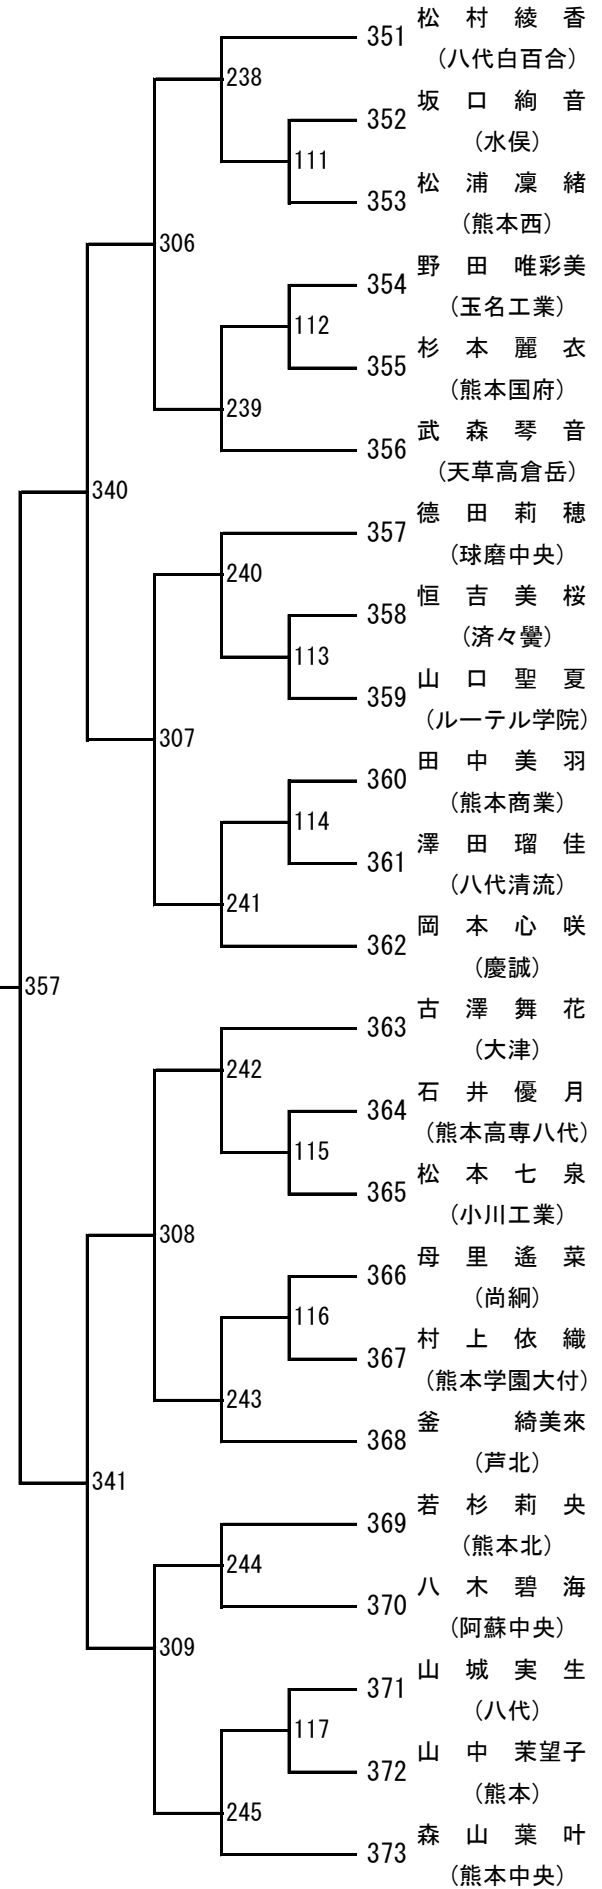 351 松 村 綾 香
(八代白百合)
238
352 坂 口 絢 音
(水俣)
111
353 松 浦 凜 緒
(熊本西)
306
354 野 田 唯彩美
(玉名工業)
112
355 杉 本 麗 衣
(熊本国府)
239
356 武 森 琴 音
(天草高倉岳)
340
357 德 田 莉 穂
(球磨中央)
240
358 恒 吉 美 桜
(済々黌)
113
359 山 口 聖 夏
(ルーテル学院)
307
360 田 中 美 羽
(熊本商業)
114
361 澤 田 瑠 佳
(八代清流)
241
362 岡 本 心 咲
(慶誠)
357
363 古 澤 舞 花
(大津)
242
364 石 井 優 月
(熊本高専八代)
115
365 松 本 七 泉
(小川工業)
308
366 母 里 遙 菜
(尚絅)
116
367 村 上 依 織
(熊本学園大付)
243
368 釜 綺美來
(芦北)
341
369 若 杉 莉 央
(熊本北)
244
370 八 木 碧 海
(阿蘇中央)
309
371 山 城 実 生
(八代)
117
372 山 中 茉望子
(熊本)
245
373 森 山 葉 叶
(熊本中央)